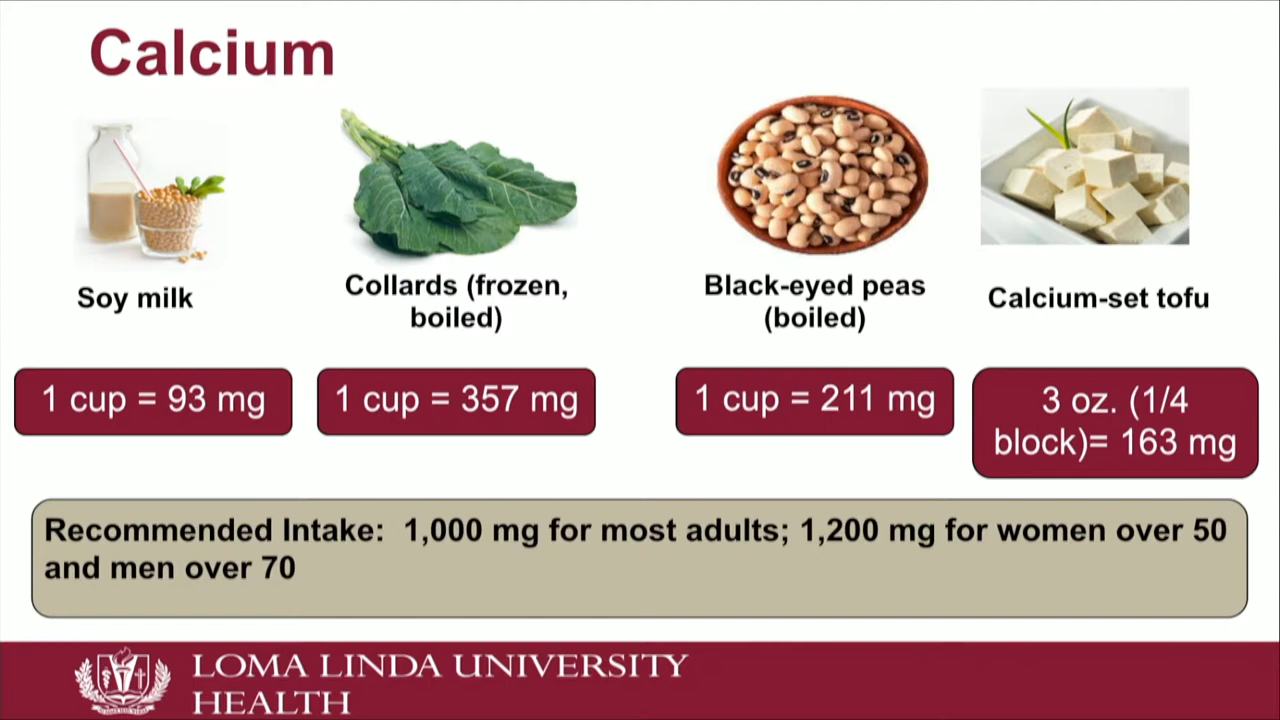 Calcium
Soy milk
Collards (frozen,
boiled)
Black-eyed peas
(boiled)
Calcium-set tofu
1 cup = 93 mg
1 cup = 357 mg
1 cup = 211 mg
3 oz. (1/4
block)= 163 mg
Recommended Intake:  1,000 mg for most adults; 1,200 mg for women over 50
and men over 70
LOMA LINDA UNIVERSITY
HEALTH